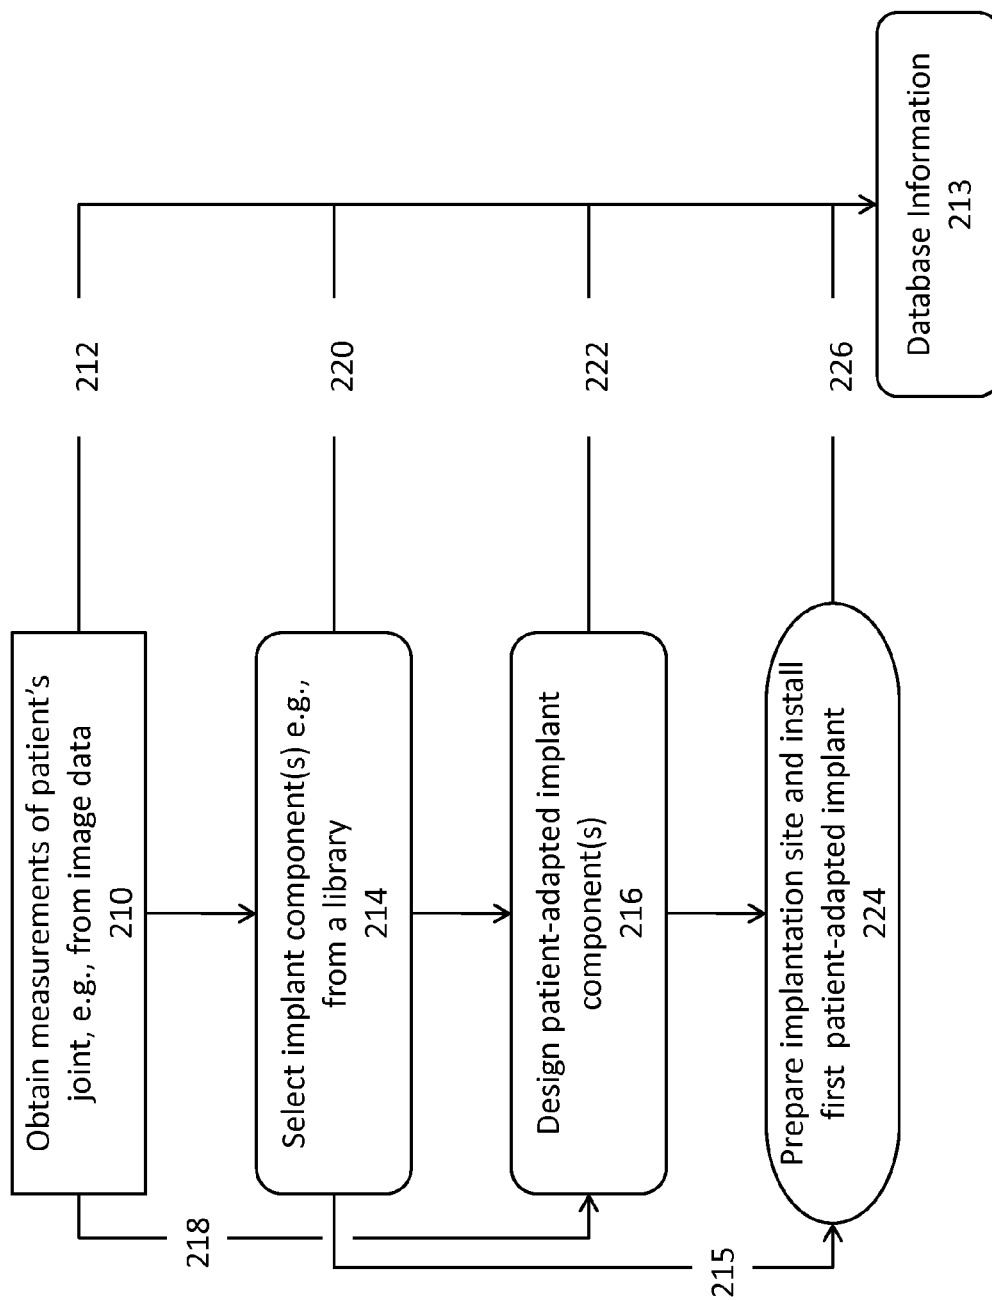 Obtain measurements of patient's
joint, e.g., from image data
210
212
218
Select implant component(s) e.g.,
from a library
214
220
Design patient-adapted implant
component(s)
216
222
215
Prepare implantation site and install
first patient-adapted implant
224
226
Database Information
213